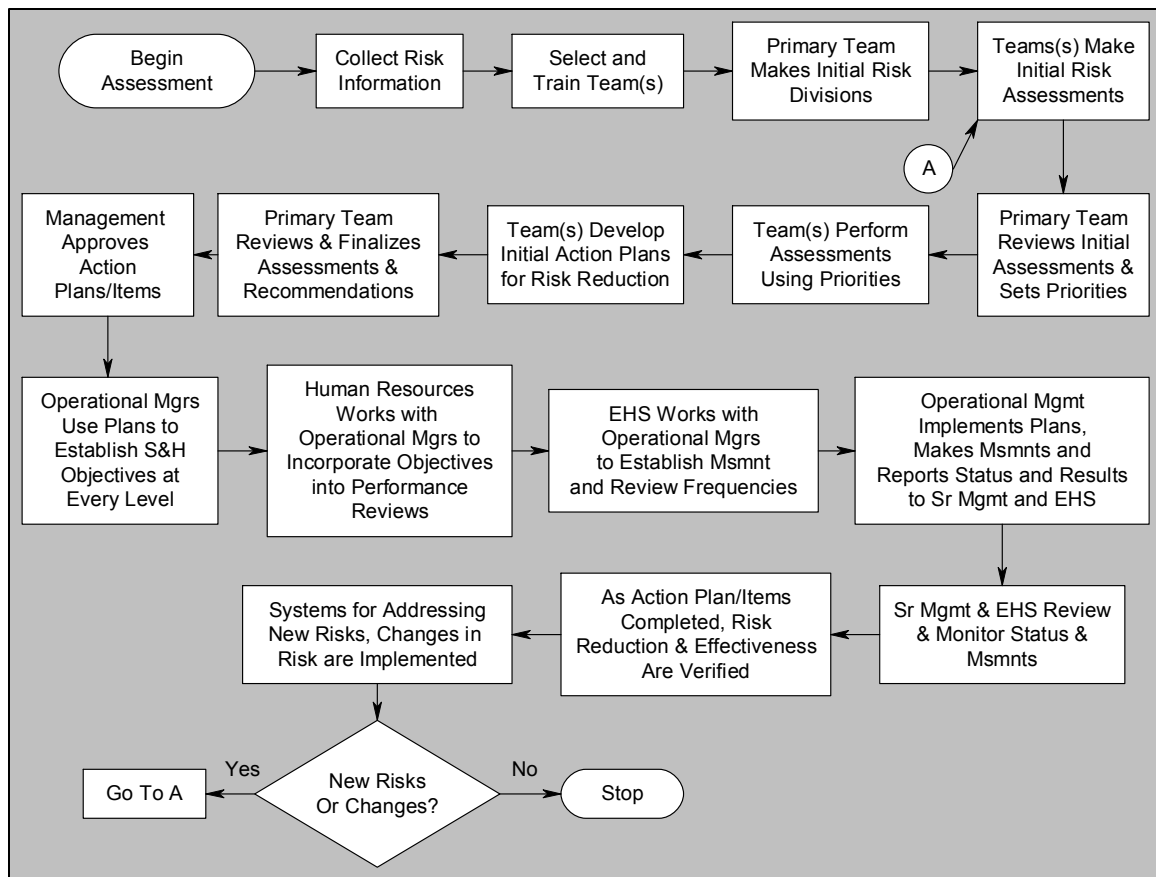 Begin
Assessment
Collect Risk
Information
Select and
Train Team(s)
Primary Team
Makes Initial Risk
Divisions
Teams(s) Make
Initial Risk
Assessments
A
Management
Approves
Action
Plans/Items
Primary Team
Reviews & Finalizes
Assessments &
Recommendations
Team(s) Develop
Initial Action Plans
for Risk Reduction
Team(s) Perform
Assessments
Using Priorities
Primary Team
Reviews Initial
Assessments &
Sets Priorities
Operational Mgrs
Use Plans to
Establish S&H
Objectives at
Every Level
Human Resources
Works with
Operational Mgrs to
Incorporate Objectives
into Performance
Reviews
EHS Works with
Operational Mgrs
to Establish Msmnt
and Review Frequencies
Operational Mgmt
Implements Plans,
Makes Msmnts and
Reports Status and Results
to Sr Mgmt and EHS
Systems for Addressing
New Risks, Changes in
Risk are Implemented
As Action Plan/Items
Completed, Risk
Reduction & Effectiveness
Are Verified
Sr Mgmt & EHS Review
& Monitor Status &
Msmnts
Go To A
Yes
New Risks
Or Changes?
No
Stop